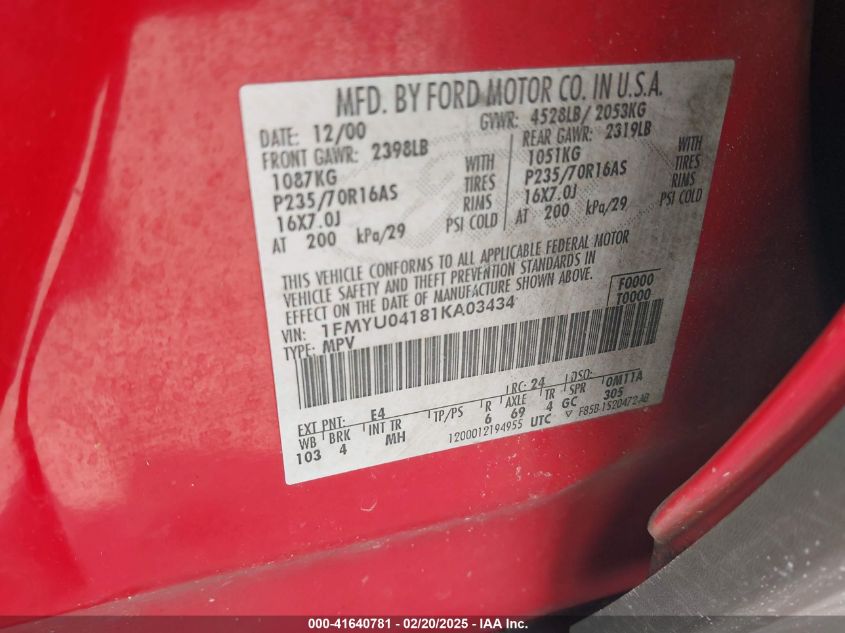 MFD. BY FORD MOTOR CO. IN U.S.A.
DATE: 12/00 GVWR: 4528LB/ 2053KG
FRONT GAWR: 2398LB REAR GAWR: 2319LB
1087KG WITH 1051KG WITH
P235/70R16AS TIRES P235/70R16AS TIRES
16X7.0J RIMS 16X7.0J RIMS
AT 200 kPa/29 PSI COLD AT 200 kPa/29 PSI COLD
THIS VEHICLE CONFORMS TO ALL APPLICABLE FEDERAL MOTOR
VEHICLE SAFETY AND THEFT PREVENTION STANDARDS IN
EFFECT ON THE DATE OF MANUFACTURE SHOWN ABOVE.
F0000
VIN: 1FMYU04181KA03434 T0000
TYPE: MPV
EXT PNT: E4 RC: 24 DSO:
WB BRK INT TR TP/PS R AXLE TR SPR 0M11A
103 4 MH 6 69 4 GC 305
1200012194955 UTC ▽ F85B-1520472-AB
000-41640781 - 02/20/2025 - IAA Inc.